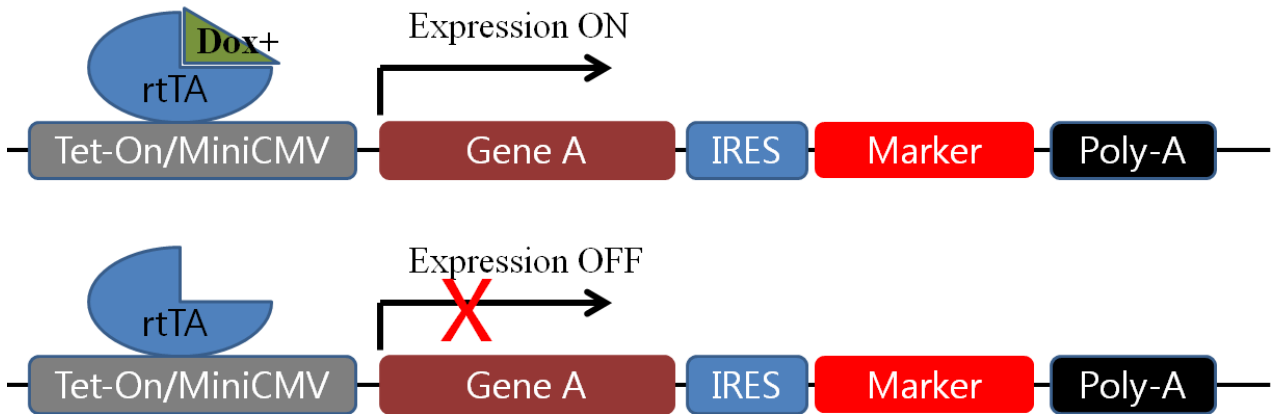 Expression ON
Dox+
rtTA
Tet-On/MiniCMV Gene A IRES Marker Poly-A
Expression OFF
X
rtTA
Tet-On/MiniCMV Gene A IRES Marker Poly-A